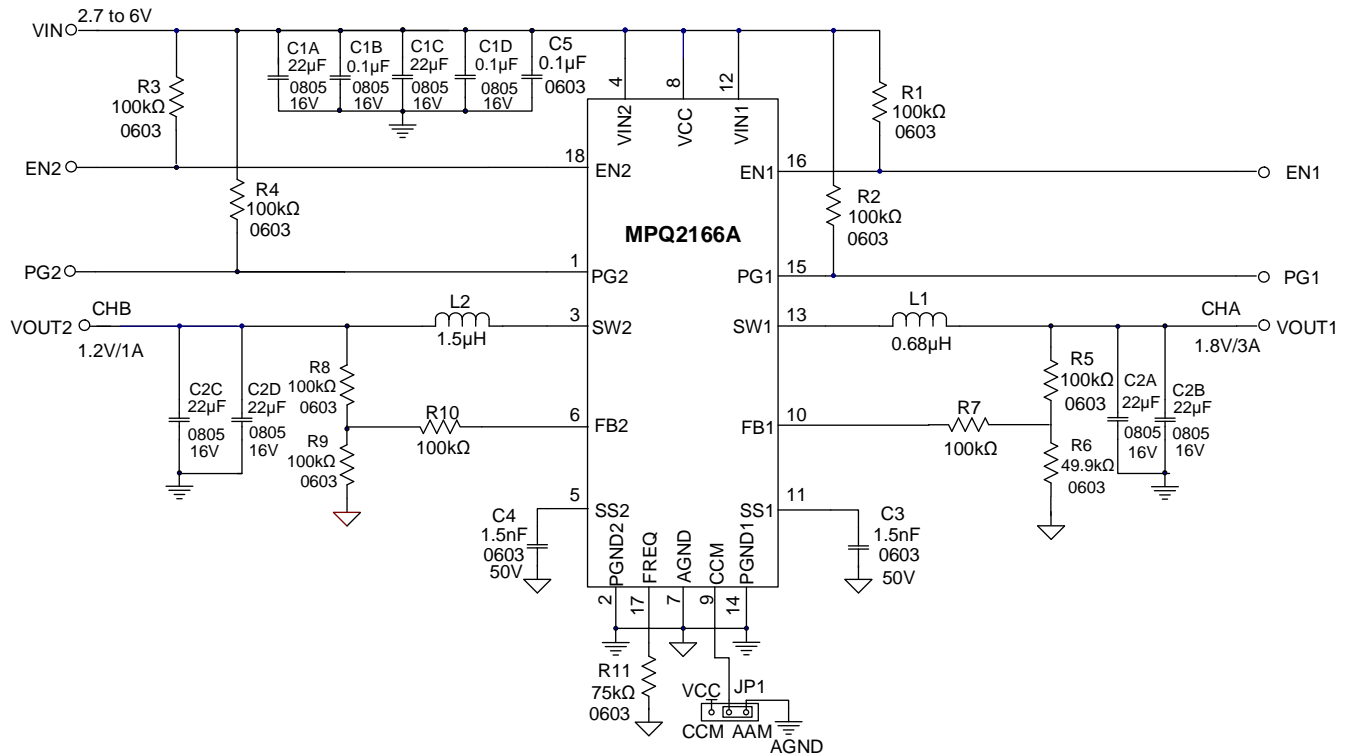 VIN
2.7 to 6V
R3
100kΩ
0603
C1A
22µF
0805
16V
C1B
0.1µF
0805
16V
C1C
22µF
0805
16V
C1D
0.1µF
0805
16V
C5
0.1µF
0603
4
8
12
VIN2
VCC
VIN1
R1
100kΩ
0603
EN2
18
EN2
EN1
16
EN1
R4
100kΩ
0603
R2
100kΩ
0603
MPQ2166A
PG2
1
PG2
PG1
15
PG1
VOUT2
CHB
1.2V/1A
L2
1.5µH
3
SW2
SW1
13
L1
0.68µH
CHA
1.8V/3A
VOUT1
C2C
22µF
0805
16V
C2D
22µF
0805
16V
R8
100kΩ
0603
R5
100kΩ
0603
C2A
22µF
0805
16V
C2B
22µF
0805
16V
R10
100kΩ
6
FB2
FB1
10
R7
100kΩ
R9
100kΩ
0603
R6
49.9kΩ
0603
C4
1.5nF
0603
50V
5
SS2
SS1
11
C3
1.5nF
0603
50V
PGND2
FREQ
AGND
CCM
PGND1
2
17
7
9
14
R11
75kΩ
0603
VCC
JP1
CCM
AAM
AGND